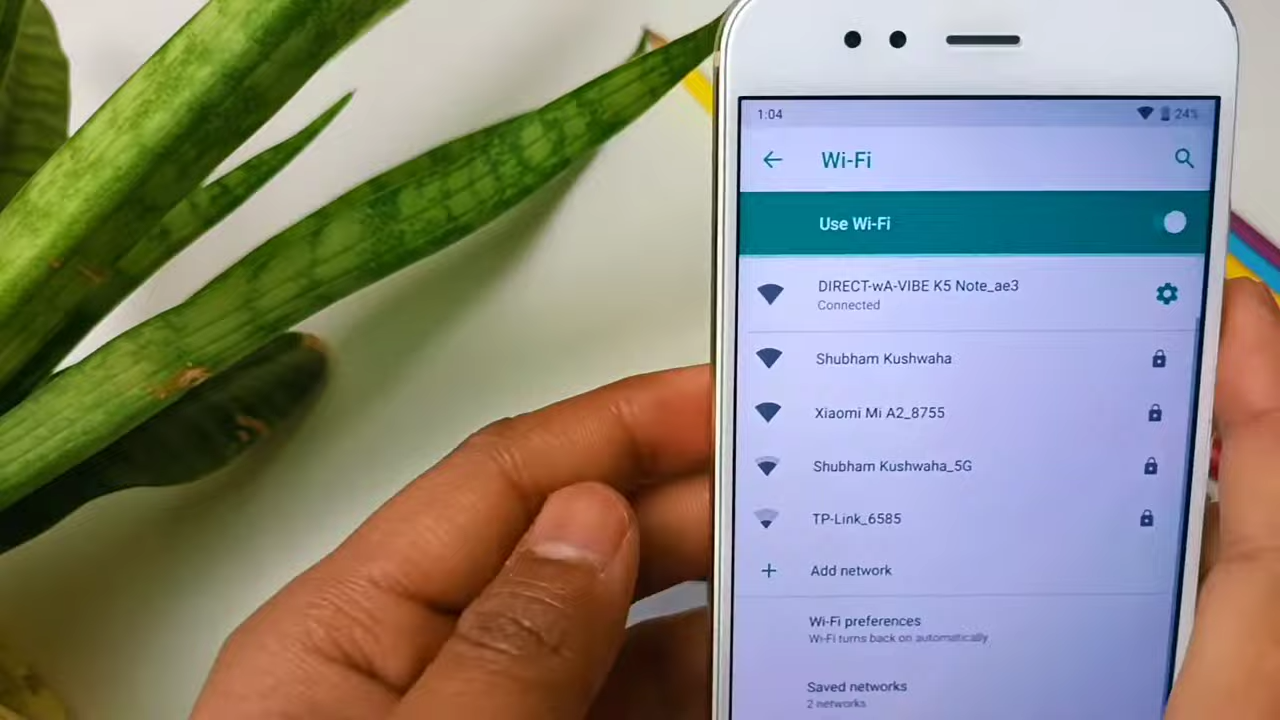 1:04
24%
Wi-Fi
Use Wi-Fi
DIRECT-wA-VIBE K5 Note_ae3
Connected
Shubham Kushwaha
Xiaomi Mi A2_8755
Shubham Kushwaha_5G
TP-Link_6585
Add network
Wi-Fi preferences
Wi-Fi turns back on automatically
Saved networks
2 networks